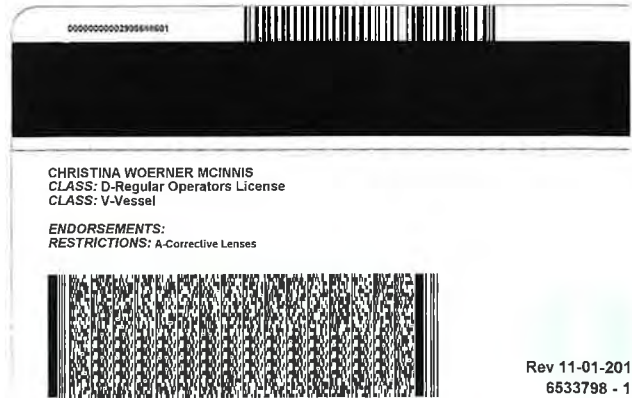 CHRISTINA WOERNER MCINNIS
CLASS: D-Regular Operators License
CLASS: V-Vessel
ENDORSEMENTS:
RESTRICTIONS: A-Corrective Lenses
Rev 11-01-201
6533798 - 1